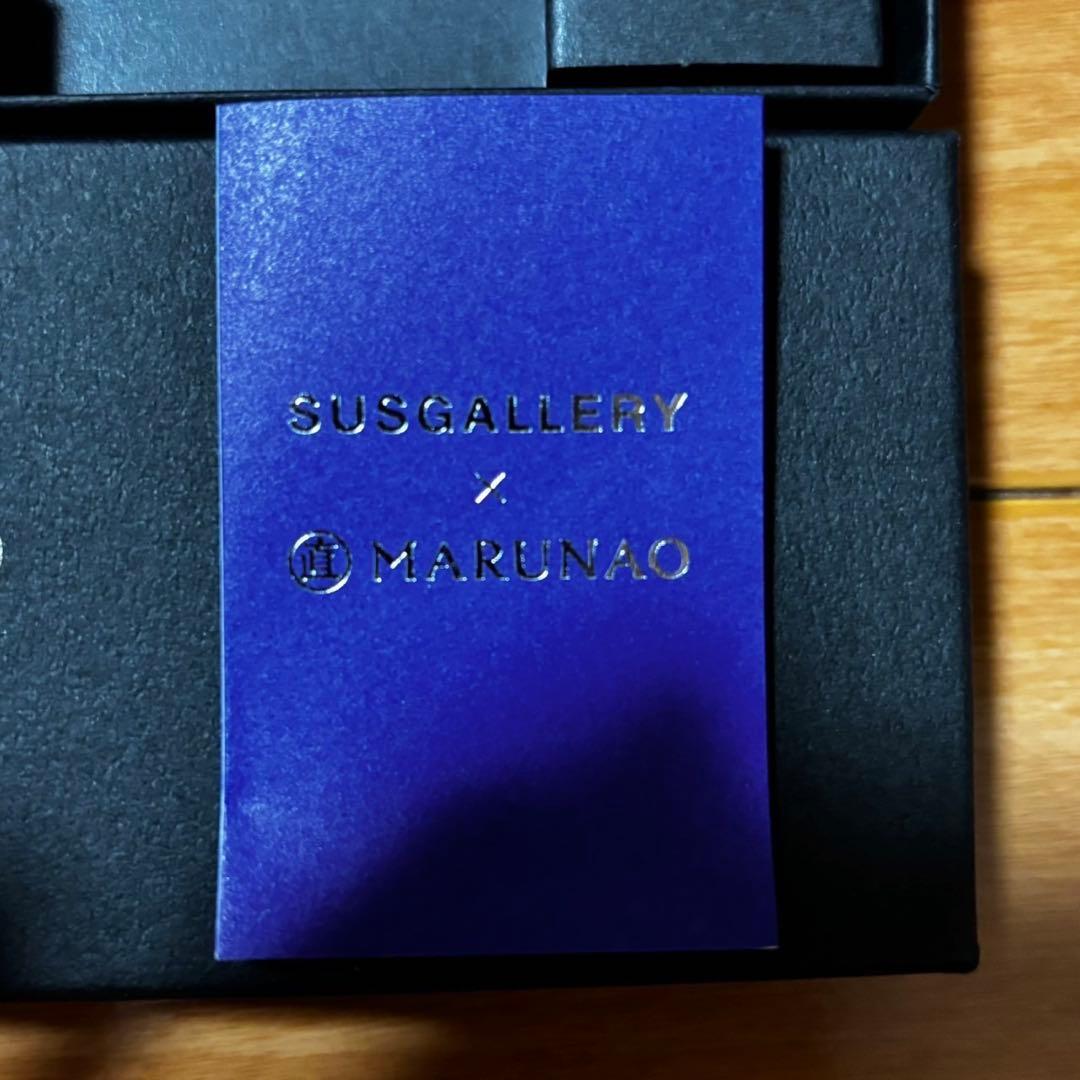 SUSGALLERY
×
直 MARUNAO